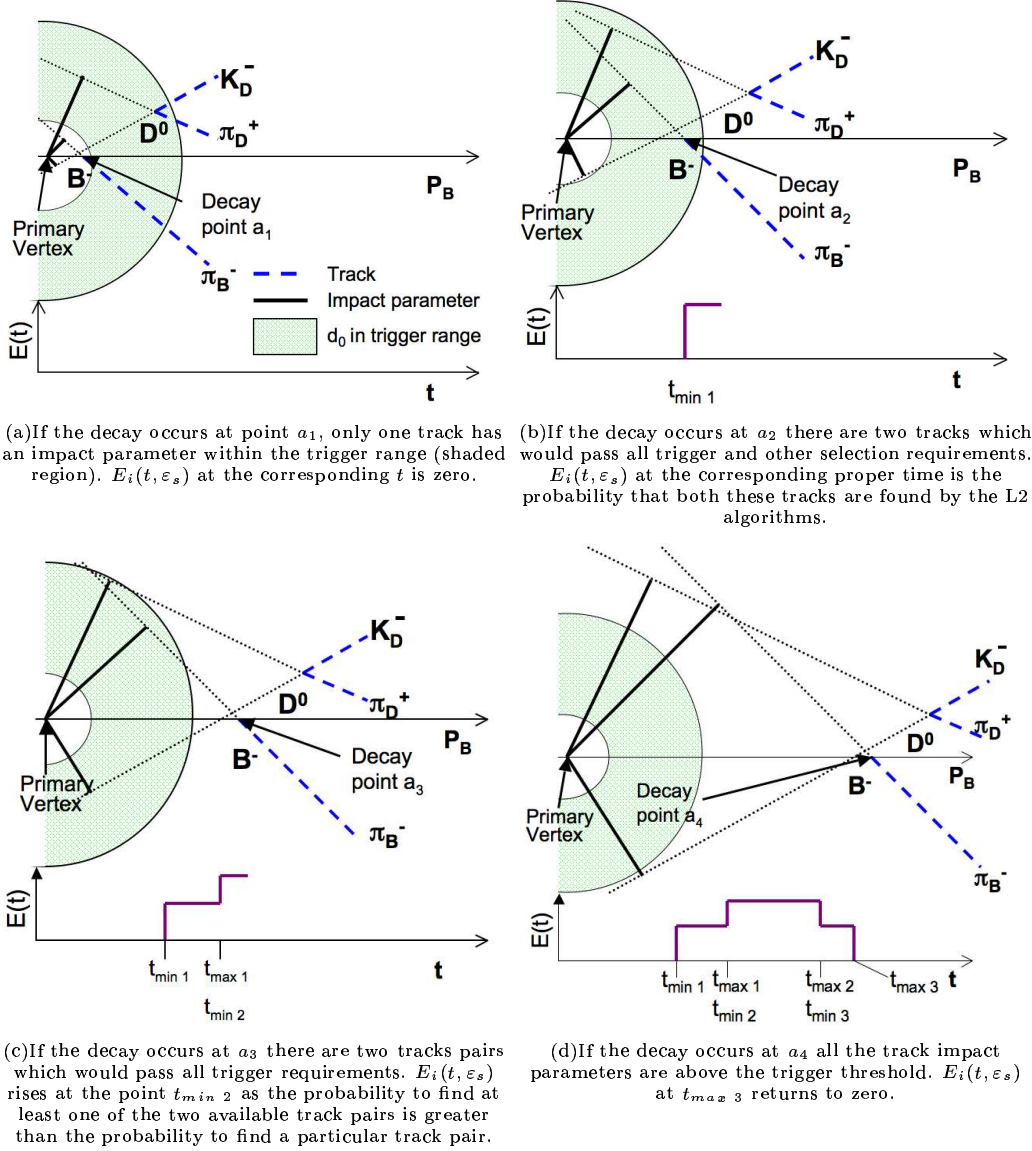 K_D^-
D^0
π_D^+
B^-
P_B
Decay
point a_1
Primary
Vertex
π_B^-
Track
Impact parameter
d_0 in trigger range
E(t)
t
(a)If the decay occurs at point a_1, only one track has
an impact parameter within the trigger range (shaded
region). E_i(t, ε_s) at the corresponding t is zero.
K_D^-
D^0
π_D^+
B^-
P_B
Decay
point a_2
Primary
Vertex
π_B^-
E(t)
t
t_min 1
(b)If the decay occurs at a_2 there are two tracks which
would pass all trigger and other selection requirements.
E_i(t, ε_s) at the corresponding proper time is the
probability that both these tracks are found by the L2
algorithms.
K_D^-
D^0
π_D^+
P_B
B^-
Decay
point a_3
Primary
Vertex
π_B^-
E(t)
t_min 1
t_max 1
t
t_min 2
(c)If the decay occurs at a_3 there are two tracks pairs
which would pass all trigger requirements. E_i(t, ε_s)
rises at the point t_min 2 as the probability to find at
least one of the two available track pairs is greater
than the probability to find a particular track pair.
K_D^-
π_D^+
D^0
P_B
B^-
Decay
point a_4
Primary
Vertex
π_B^-
E(t)
t_min 1
t_max 1
t_max 2
t_max 3
t
t_min 2
t_min 3
(d)If the decay occurs at a_4 all the track impact
parameters are above the trigger threshold. E_i(t, ε_s)
at t_max 3 returns to zero.